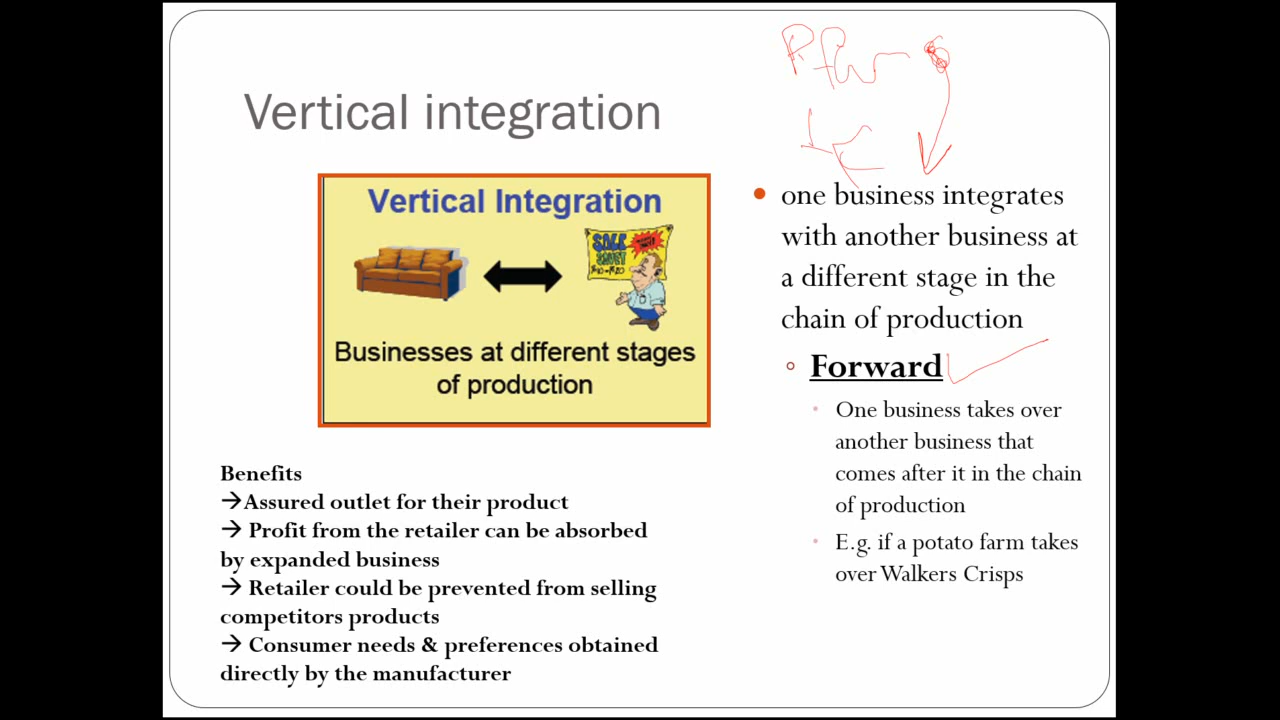 Vertical integration
Vertical Integration
SALE
Businesses at different stages
of production
Benefits
→Assured outlet for their product
→ Profit from the retailer can be absorbed
by expanded business
→ Retailer could be prevented from selling
competitors products
→ Consumer needs & preferences obtained
directly by the manufacturer
• one business integrates
with another business at
a different stage in the
chain of production
Forward
One business takes over
another business that
comes after it in the chain
of production
E.g. if a potato farm takes
over Walkers Crisps